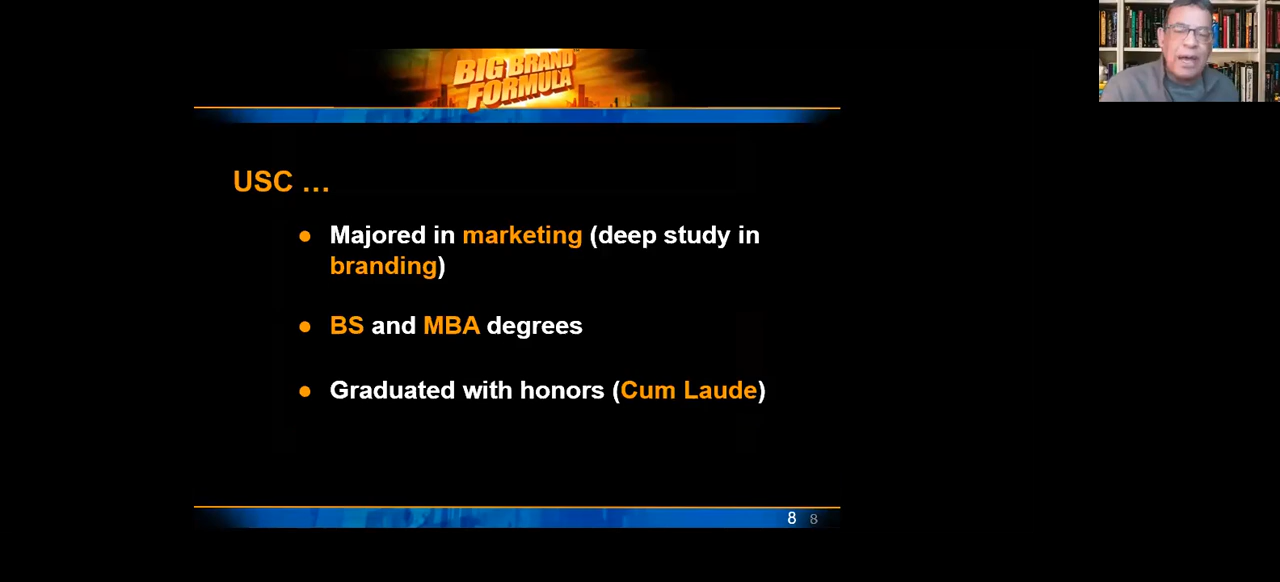 BIG BRAND
FORMULA
USC …
● Majored in marketing (deep study in
branding)
● BS and MBA degrees
● Graduated with honors (Cum Laude)
8 8